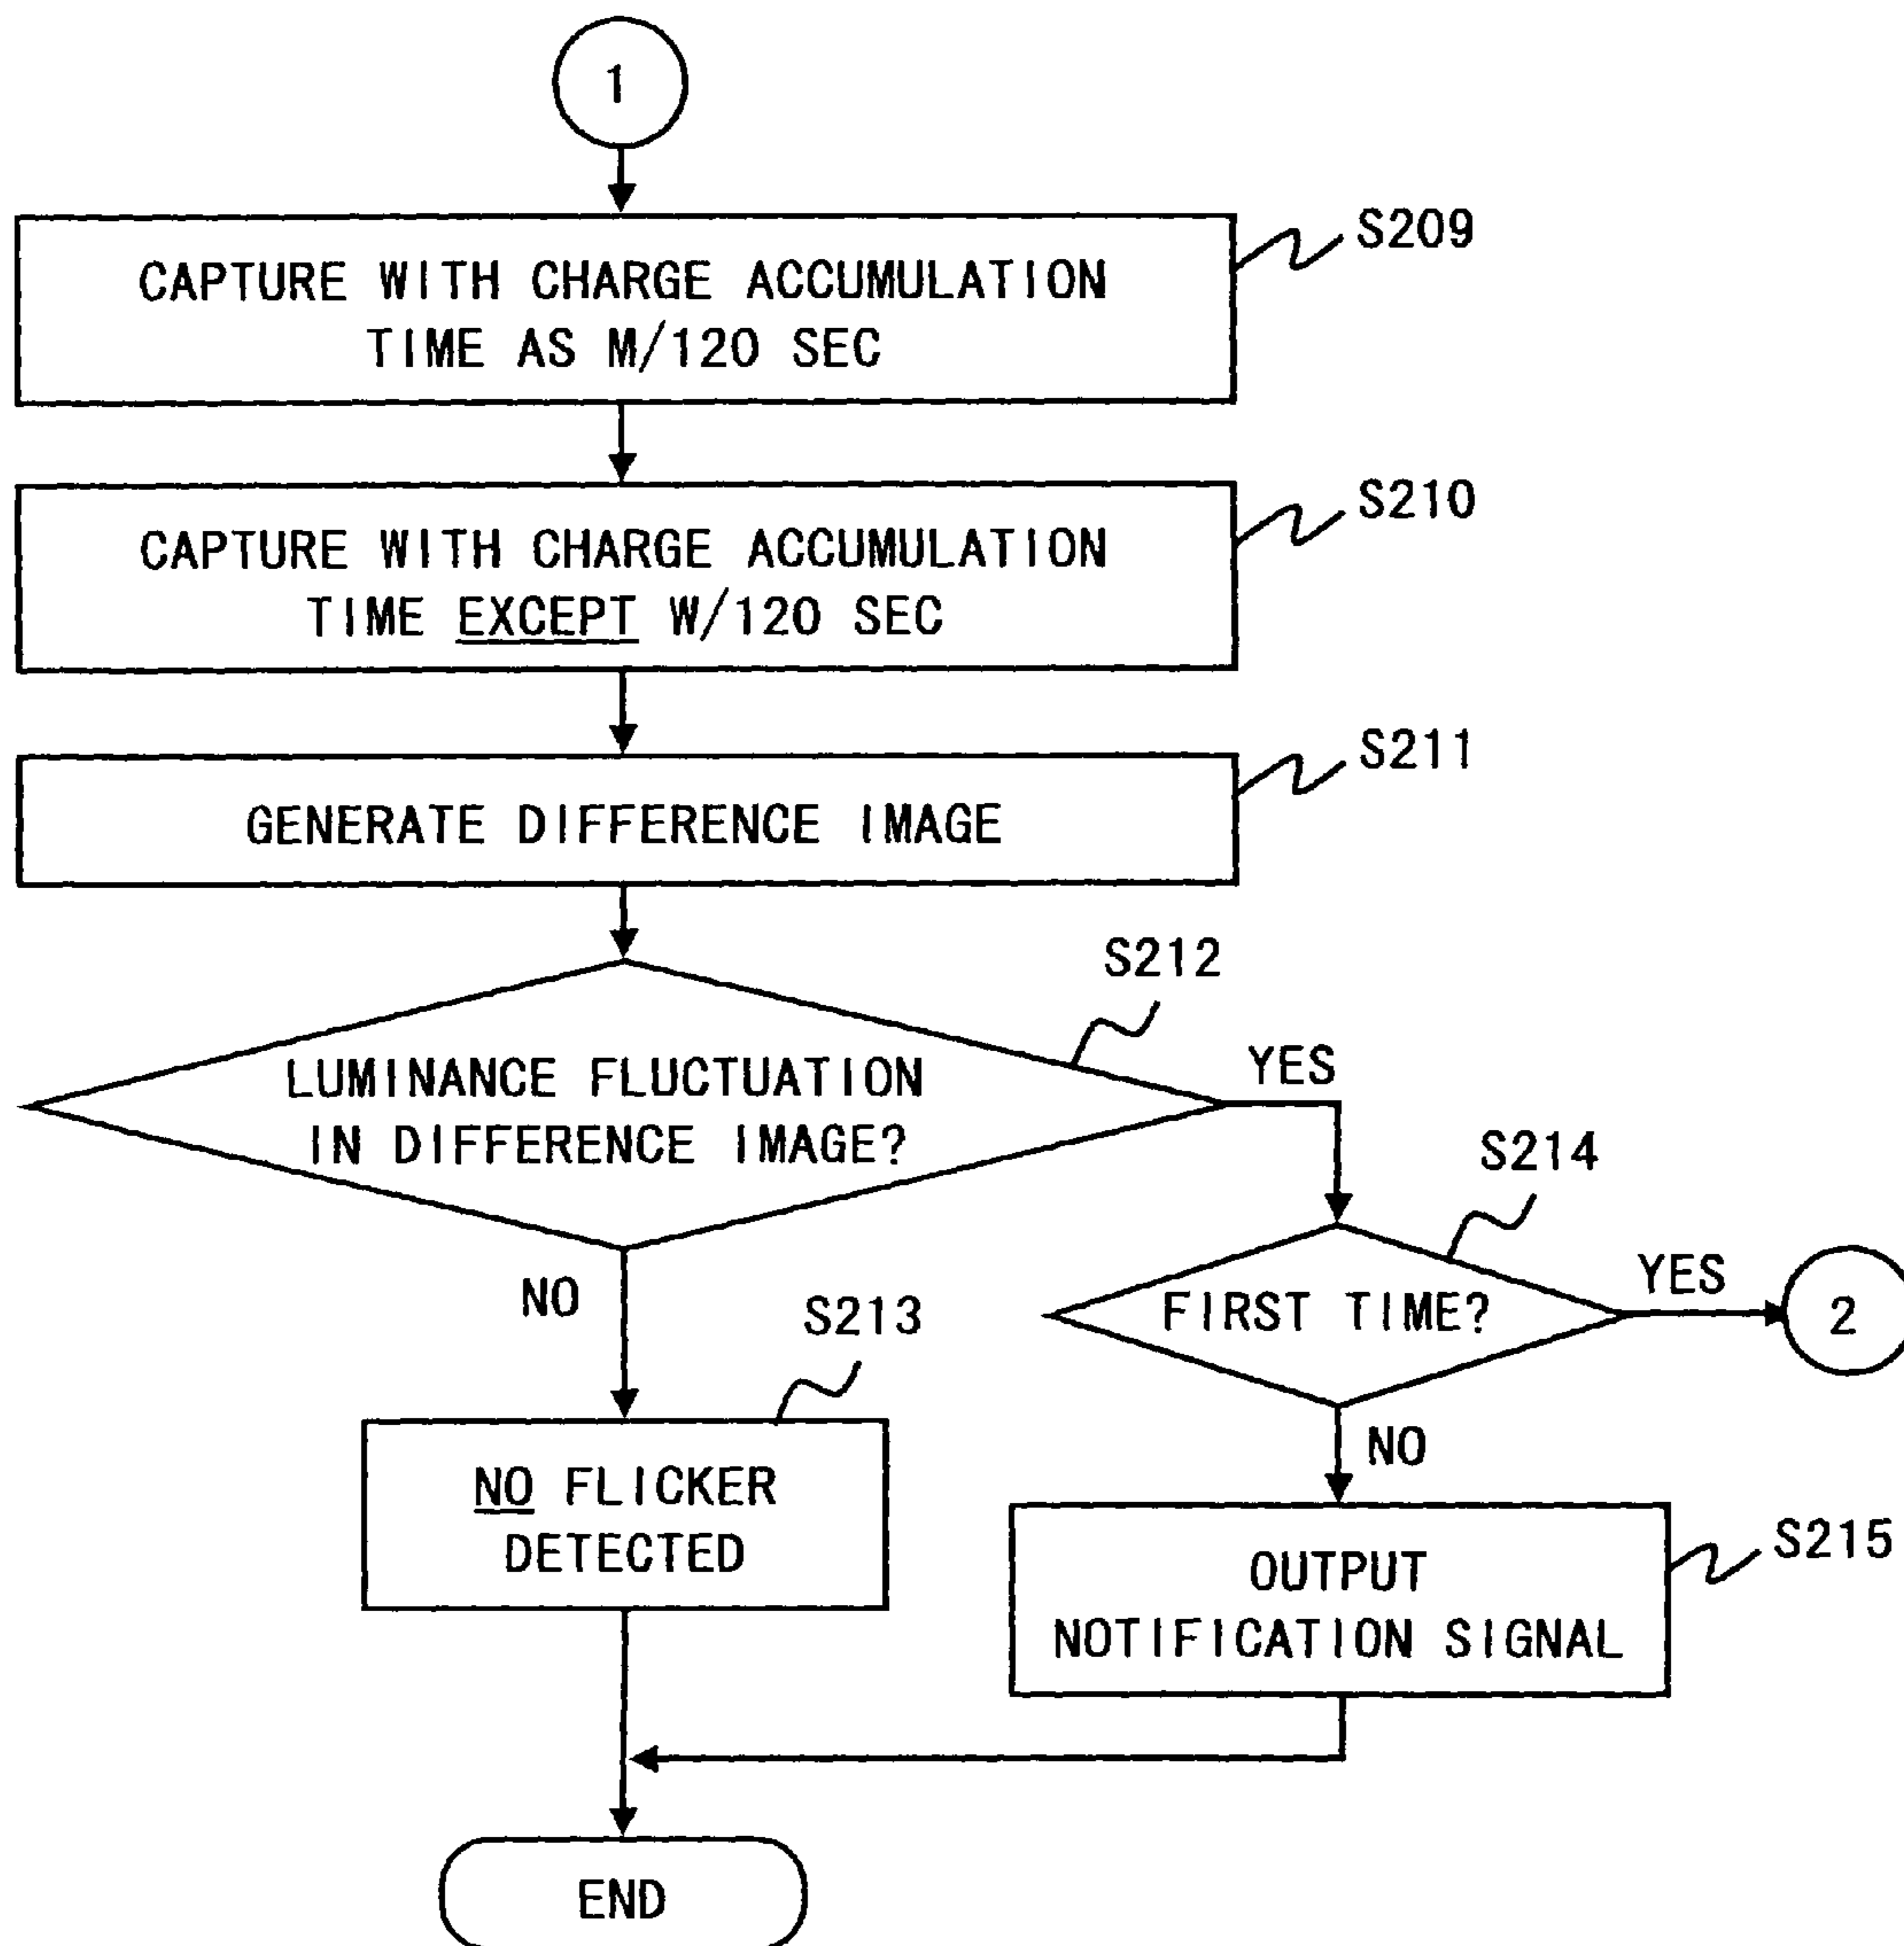 1
S209
CAPTURE WITH CHARGE ACCUMULATION
TIME AS M/120 SEC
S210
CAPTURE WITH CHARGE ACCUMULATION
TIME EXCEPT W/120 SEC
S211
GENERATE DIFFERENCE IMAGE
S212
LUMINANCE FLUCTUATION
IN DIFFERENCE IMAGE?
YES
S214
FIRST TIME?
YES
2
NO
S213
NO FLICKER
DETECTED
NO
S215
OUTPUT
NOTIFICATION SIGNAL
END